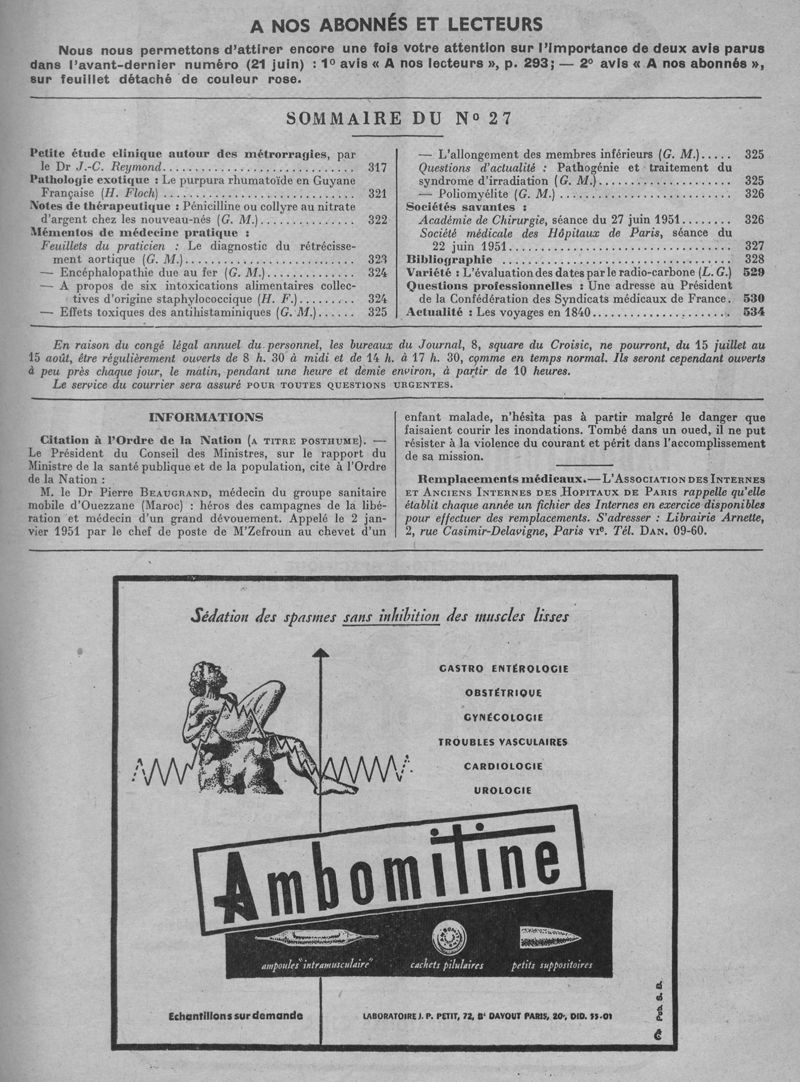 A NOS ABONNÉS ET LECTEURS
Nous nous permettons d'attirer encore une fois votre attention sur l'importance de deux avis parus
dans l'avant-dernier numéro (21 juin) : 1º avis « A nos lecteurs », p. 293; — 2º avis « A nos abonnés »,
sur feuillet détaché de couleur rose.
SOMMAIRE DU Nº 27
Petite étude clinique autour des métrorragies, par
le Dr J.-C. Reymond........ 317
Pathologie exotique : Le purpura rhumatoïde en Guyane
Française (H. Floch) ........ 321
Notes de thérapeutique : Pénicilline ou collyre au nitrate
d'argent chez les nouveau-nés (G. M.)........ 322
Mémentos de médecine pratique :
Feuillets du praticien : Le diagnostic du rétrécisse-
ment aortique (G. M.)........ 323
— Encéphalopathie due au fer (G. M.)........ 324
— A propos de six intoxications alimentaires collec-
tives d'origine staphylococcique (H. F.)........ 324
— Effets toxiques des antihistaminiques (G. M.)...... 325
— L'allongement des membres inférieurs (G. M.)..... 325
Questions d'actualité : Pathogénie et traitement du
syndrome d'irradiation (G. M.)........ 325
— Poliomyélite (G. M.) ........ 326
Sociétés savantes :
Académie de Chirurgie, séance du 27 juin 1951........ 326
Société médicale des Hôpitaux de Paris, séance du
22 juin 1951........ 327
Bibliographie ........ 328
Variété : L'évaluation des dates par le radio-carbone (L. G.) 529
Questions professionnelles : Une adresse au Président
de la Confédération des Syndicats médicaux de France. 530
Actualité : Les voyages en 1840........ 534
En raison du congé légal annuel du personnel, les bureaux du Journal, 8, square du Croisic, ne pourront, du 15 juillet au
15 août, être régulièrement ouverts de 8 h. 30 à midi et de 14 h. à 17 h. 30, comme en temps normal. Ils seront cependant ouverts
à peu près chaque jour, le matin, pendant une heure et demie environ, à partir de 10 heures.
Le service du courrier sera assuré POUR TOUTES QUESTIONS URGENTES.
INFORMATIONS
Citation à l'Ordre de la Nation (A TITRE POSTHUME). —
Le Président du Conseil des Ministres, sur le rapport du
Ministre de la santé publique et de la population, cite à l'Ordre
de la Nation :
M. le Dr Pierre BEAUGRAND, médecin du groupe sanitaire
mobile d'Ouezzane (Maroc) : héros des campagnes de la libé-
ration et médecin d'un grand dévouement. Appelé le 2 jan-
vier 1951 par le chef de poste de M'Zefroun au chevet d'un
enfant malade, n'hésita pas à partir malgré le danger que
faisaient courir les inondations. Tombé dans un oued, il ne put
résister à la violence du courant et périt dans l'accomplissement
de sa mission.
Remplacements médicaux.— L'ASSOCIATION DES INTERNES
ET ANCIENS INTERNES DES HOPITAUX DE PARIS rappelle qu'elle
établit chaque année un fichier des Internes en exercice disponibles
pour effectuer des remplacements. S'adresser : Librairie Arnette,
2, rue Casimir-Delavigne, Paris VIe. Tél. DAN. 09-60.
Sédation des spasmes sans inhibition des muscles lisses
GASTRO ENTÉROLOGIE
OBSTÉTRIQUE
GYNÉCOLOGIE
TROUBLES VASCULAIRES
CARDIOLOGIE
UROLOGIE
Ambomitine
ampoules "intramusculaire" cachets pilulaires petits suppositoires
Echantillons sur demande
LABORATOIRE J. P. PETIT, 72, Bd DAVOUT PARIS, 20e, DID. 55-01